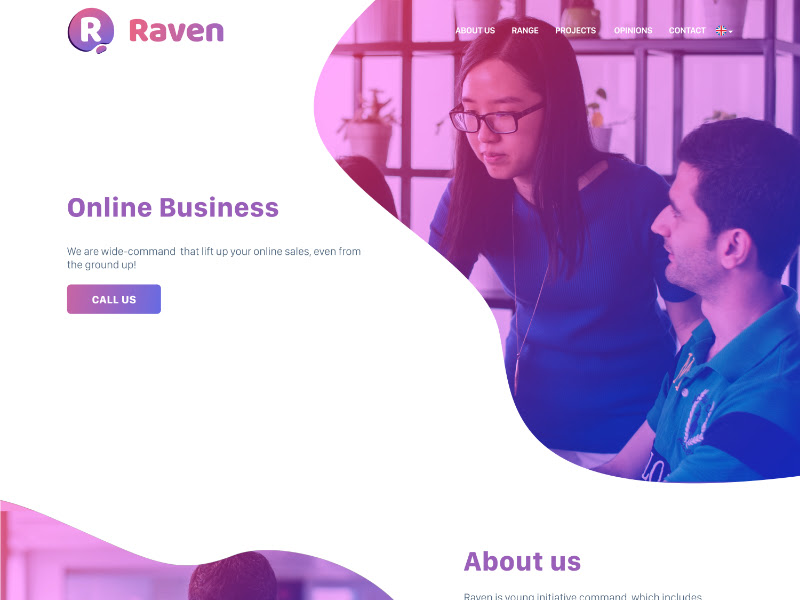 R Raven
ABOUT US RANGE PROJECTS OPINIONS CONTACT
Online Business
We are wide-command that lift up your online sales, even from
the ground up!
CALL US
LO
About us
Raven is young initiative command, which includes